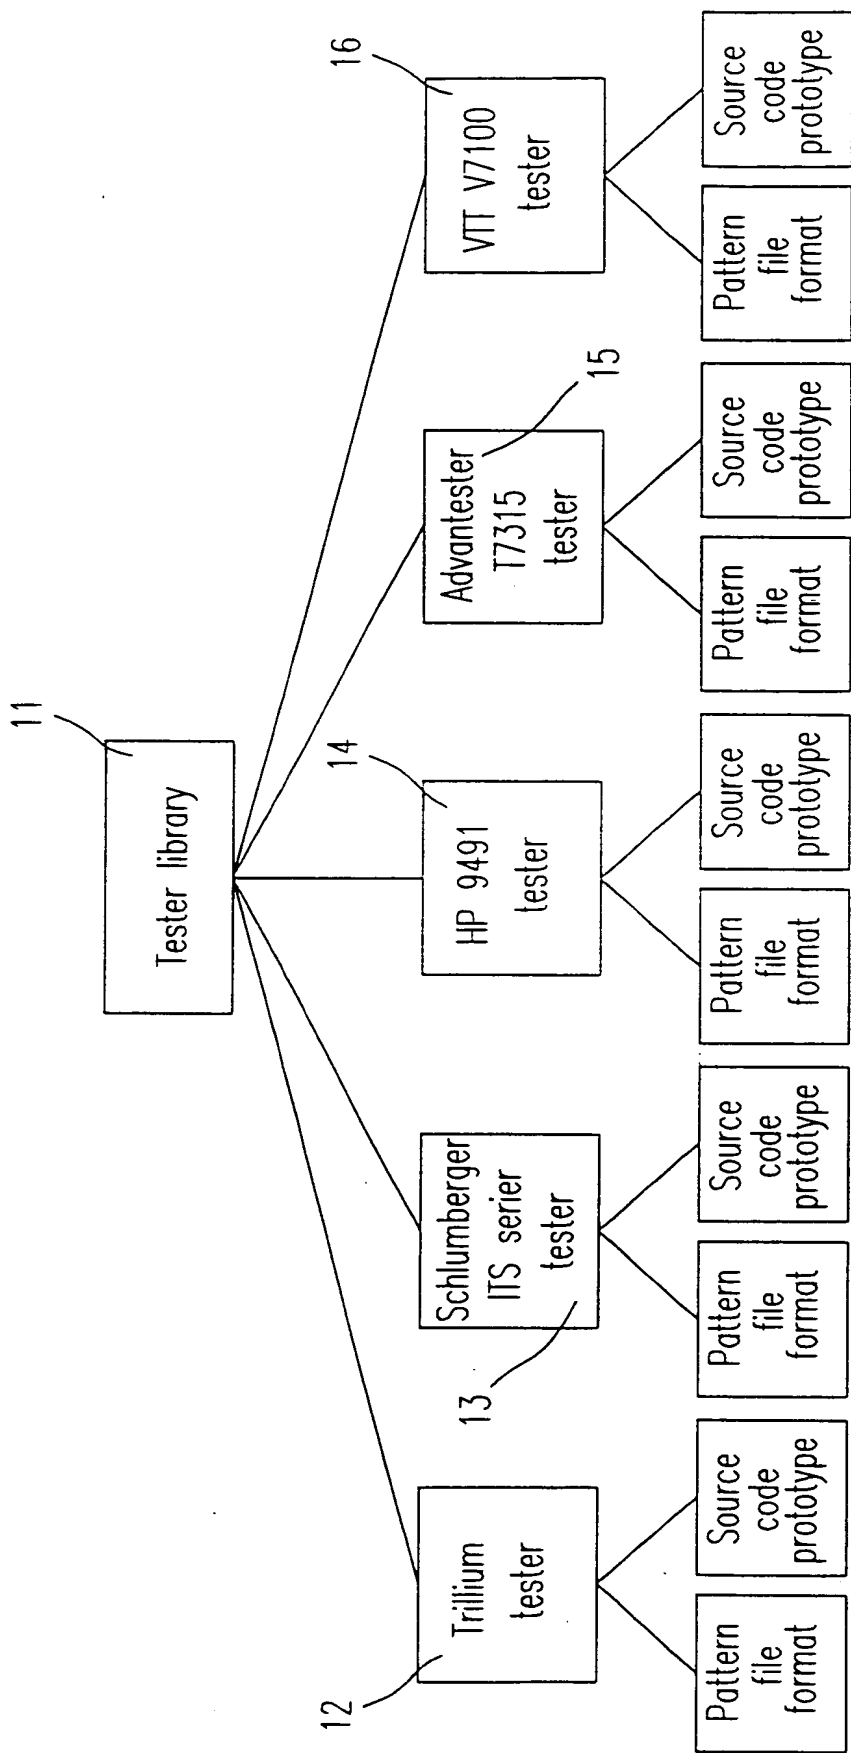 11
Tester library
12
Trillium
tester
13
Schlumberger
ITS serier
tester
14
HP 9491
tester
15
Advantester
T7315
tester
16
VTT V7100
tester
Pattern
file
format
Source
code
prototype
Pattern
file
format
Source
code
prototype
Pattern
file
format
Source
code
prototype
Pattern
file
format
Source
code
prototype
Pattern
file
format
Source
code
prototype